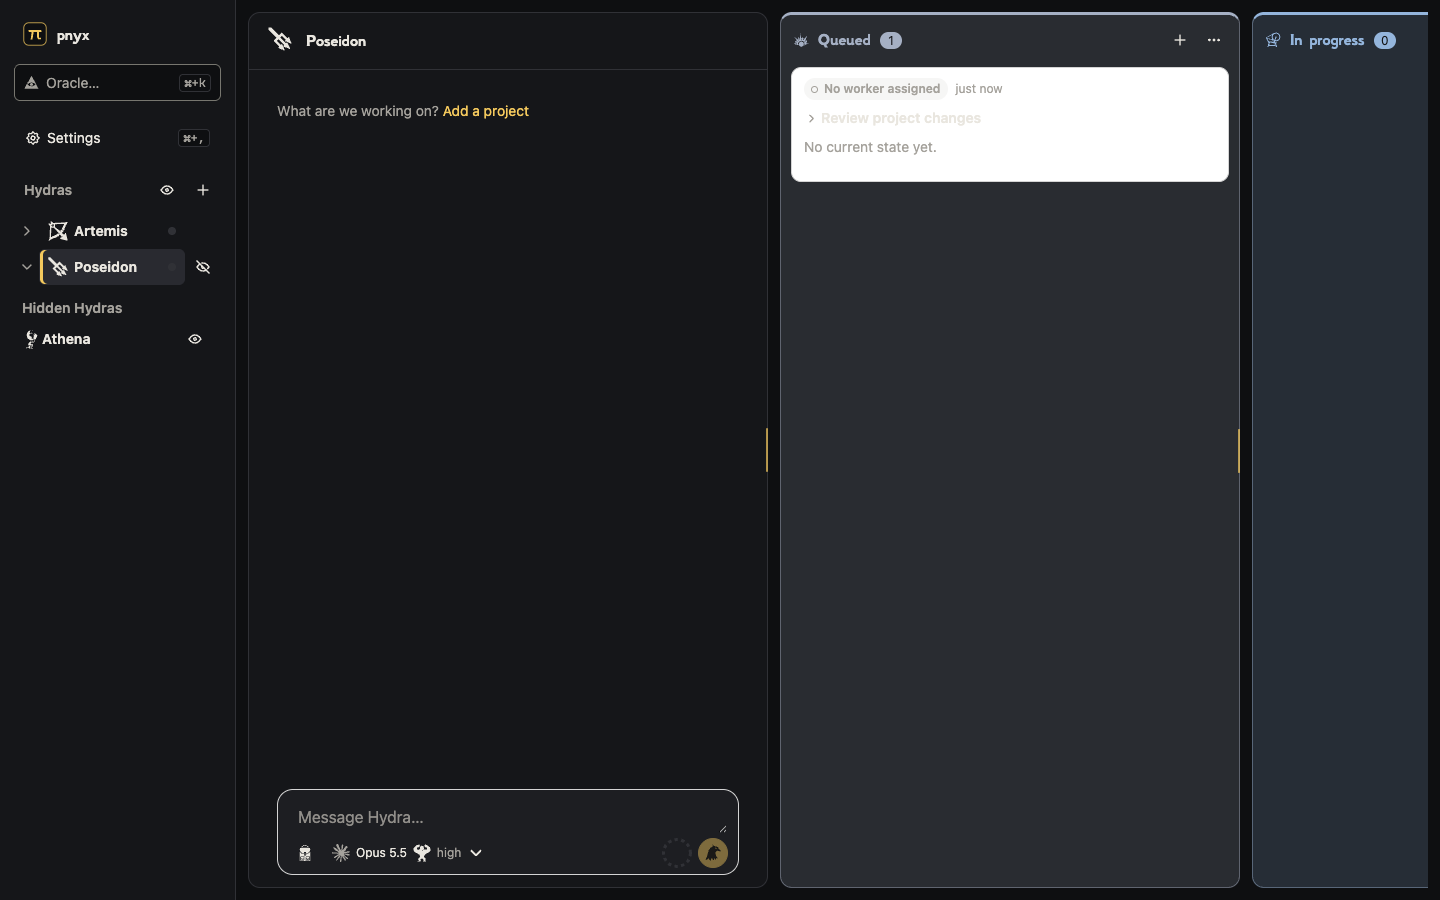 π pnyx
Oracle... ⌘+k
Settings ⌘+,
Hydras
Artemis
Poseidon
Hidden Hydras
Athena
Poseidon
What are we working on? Add a project
Message Hydra...
Opus 5.5 high
Queued 1
No worker assigned just now
Review project changes
No current state yet.
In progress 0